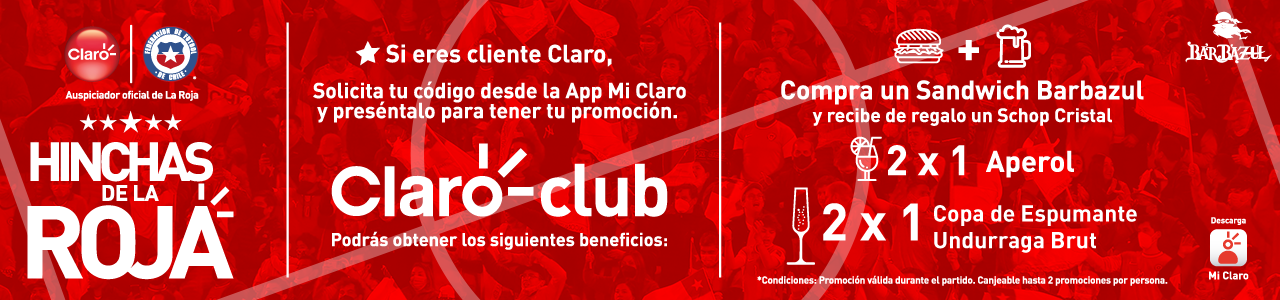 Claro
FEDERACION DE FUTBOL
DE CHILE
Auspiciador oficial de La Roja
HINCHAS
DE LA
ROJA
Si eres cliente Claro,
Solicita tu código desde la App Mi Claro
y preséntalo para tener tu promoción.
Claro-club
Podrás obtener los siguientes beneficios:
+
Compra un Sandwich Barbazul
y recibe de regalo un Schop Cristal
2 x 1 Aperol
2 x 1 Copa de Espumante
Undurraga Brut
*Condiciones: Promoción válida durante el partido. Canjeable hasta 2 promociones por persona.
BARBAZUL
Descarga
Mi Claro